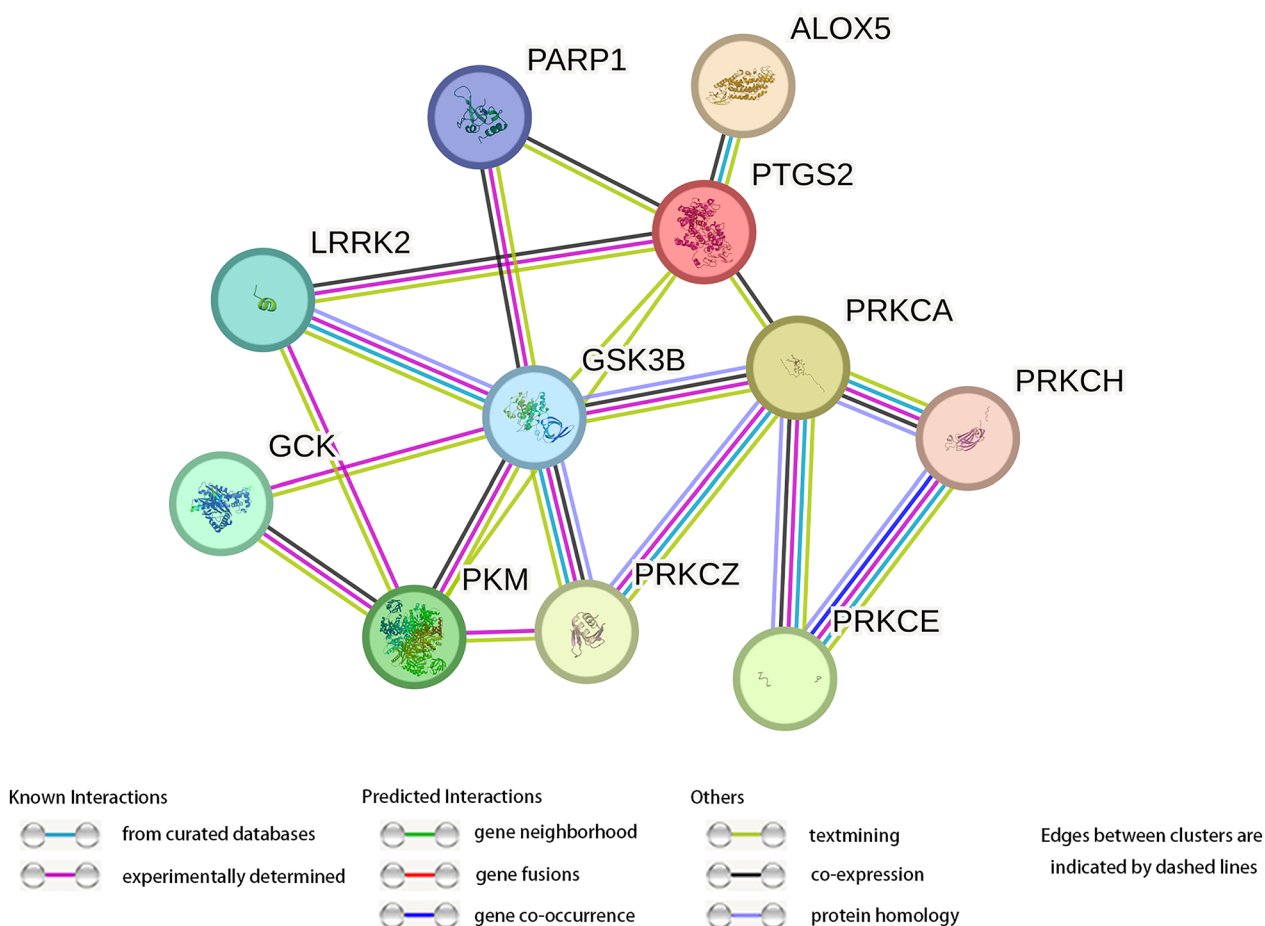 ALOX5
PARP1
PTGS2
LRRK2
PRKCA
GSK3B
PRKCH
GCK
PKM
PRKCZ
PRKCE
Known Interactions
from curated databases
experimentally determined
Predicted Interactions
gene neighborhood
gene fusions
gene co-occurrence
Others
textmining
co-expression
protein homology
Edges between clusters are
indicated by dashed lines